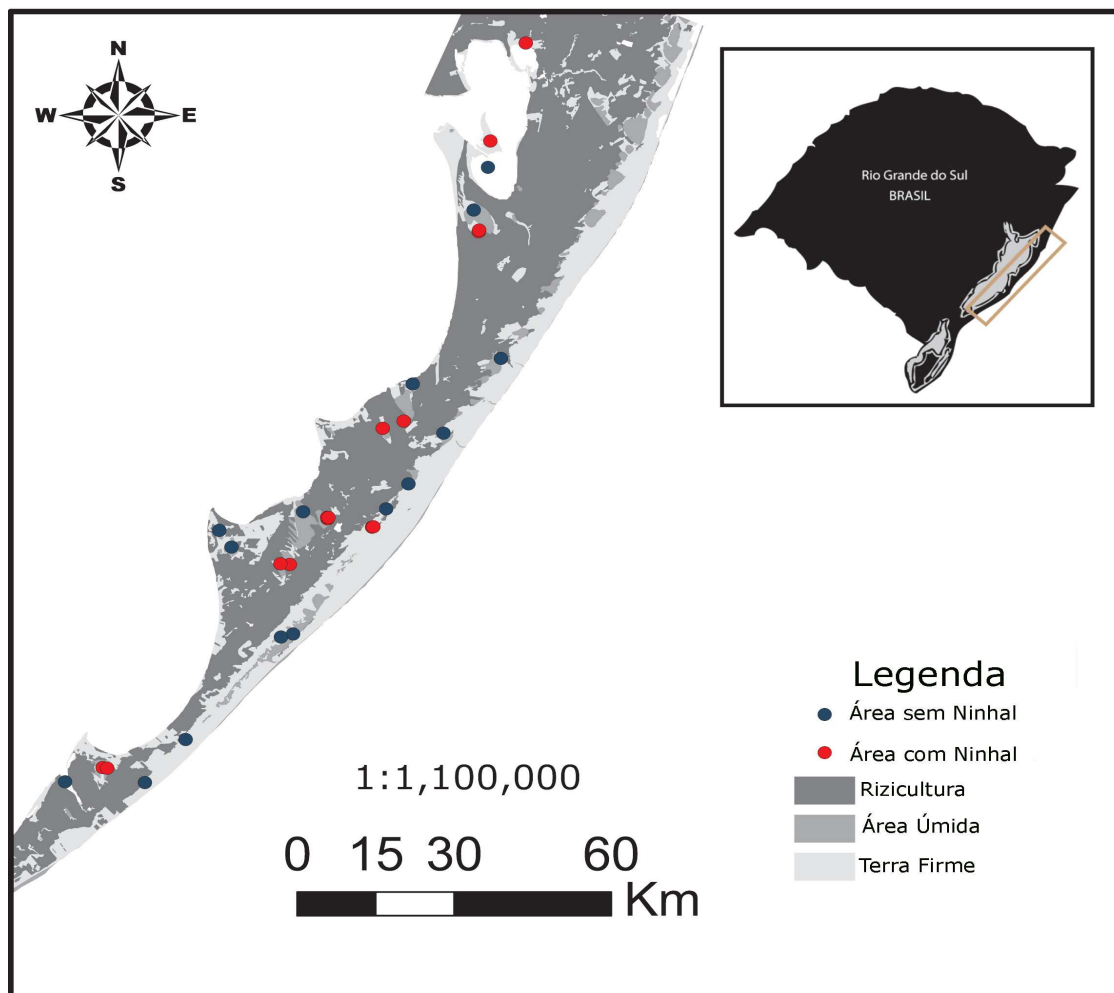 N
W E
S
Rio Grande do Sul
BRASIL
Legenda
Área sem Ninhal
Área com Ninhal
Rizicultura
Área Úmida
Terra Firme
1:1,100,000
0 15 30 60
Km